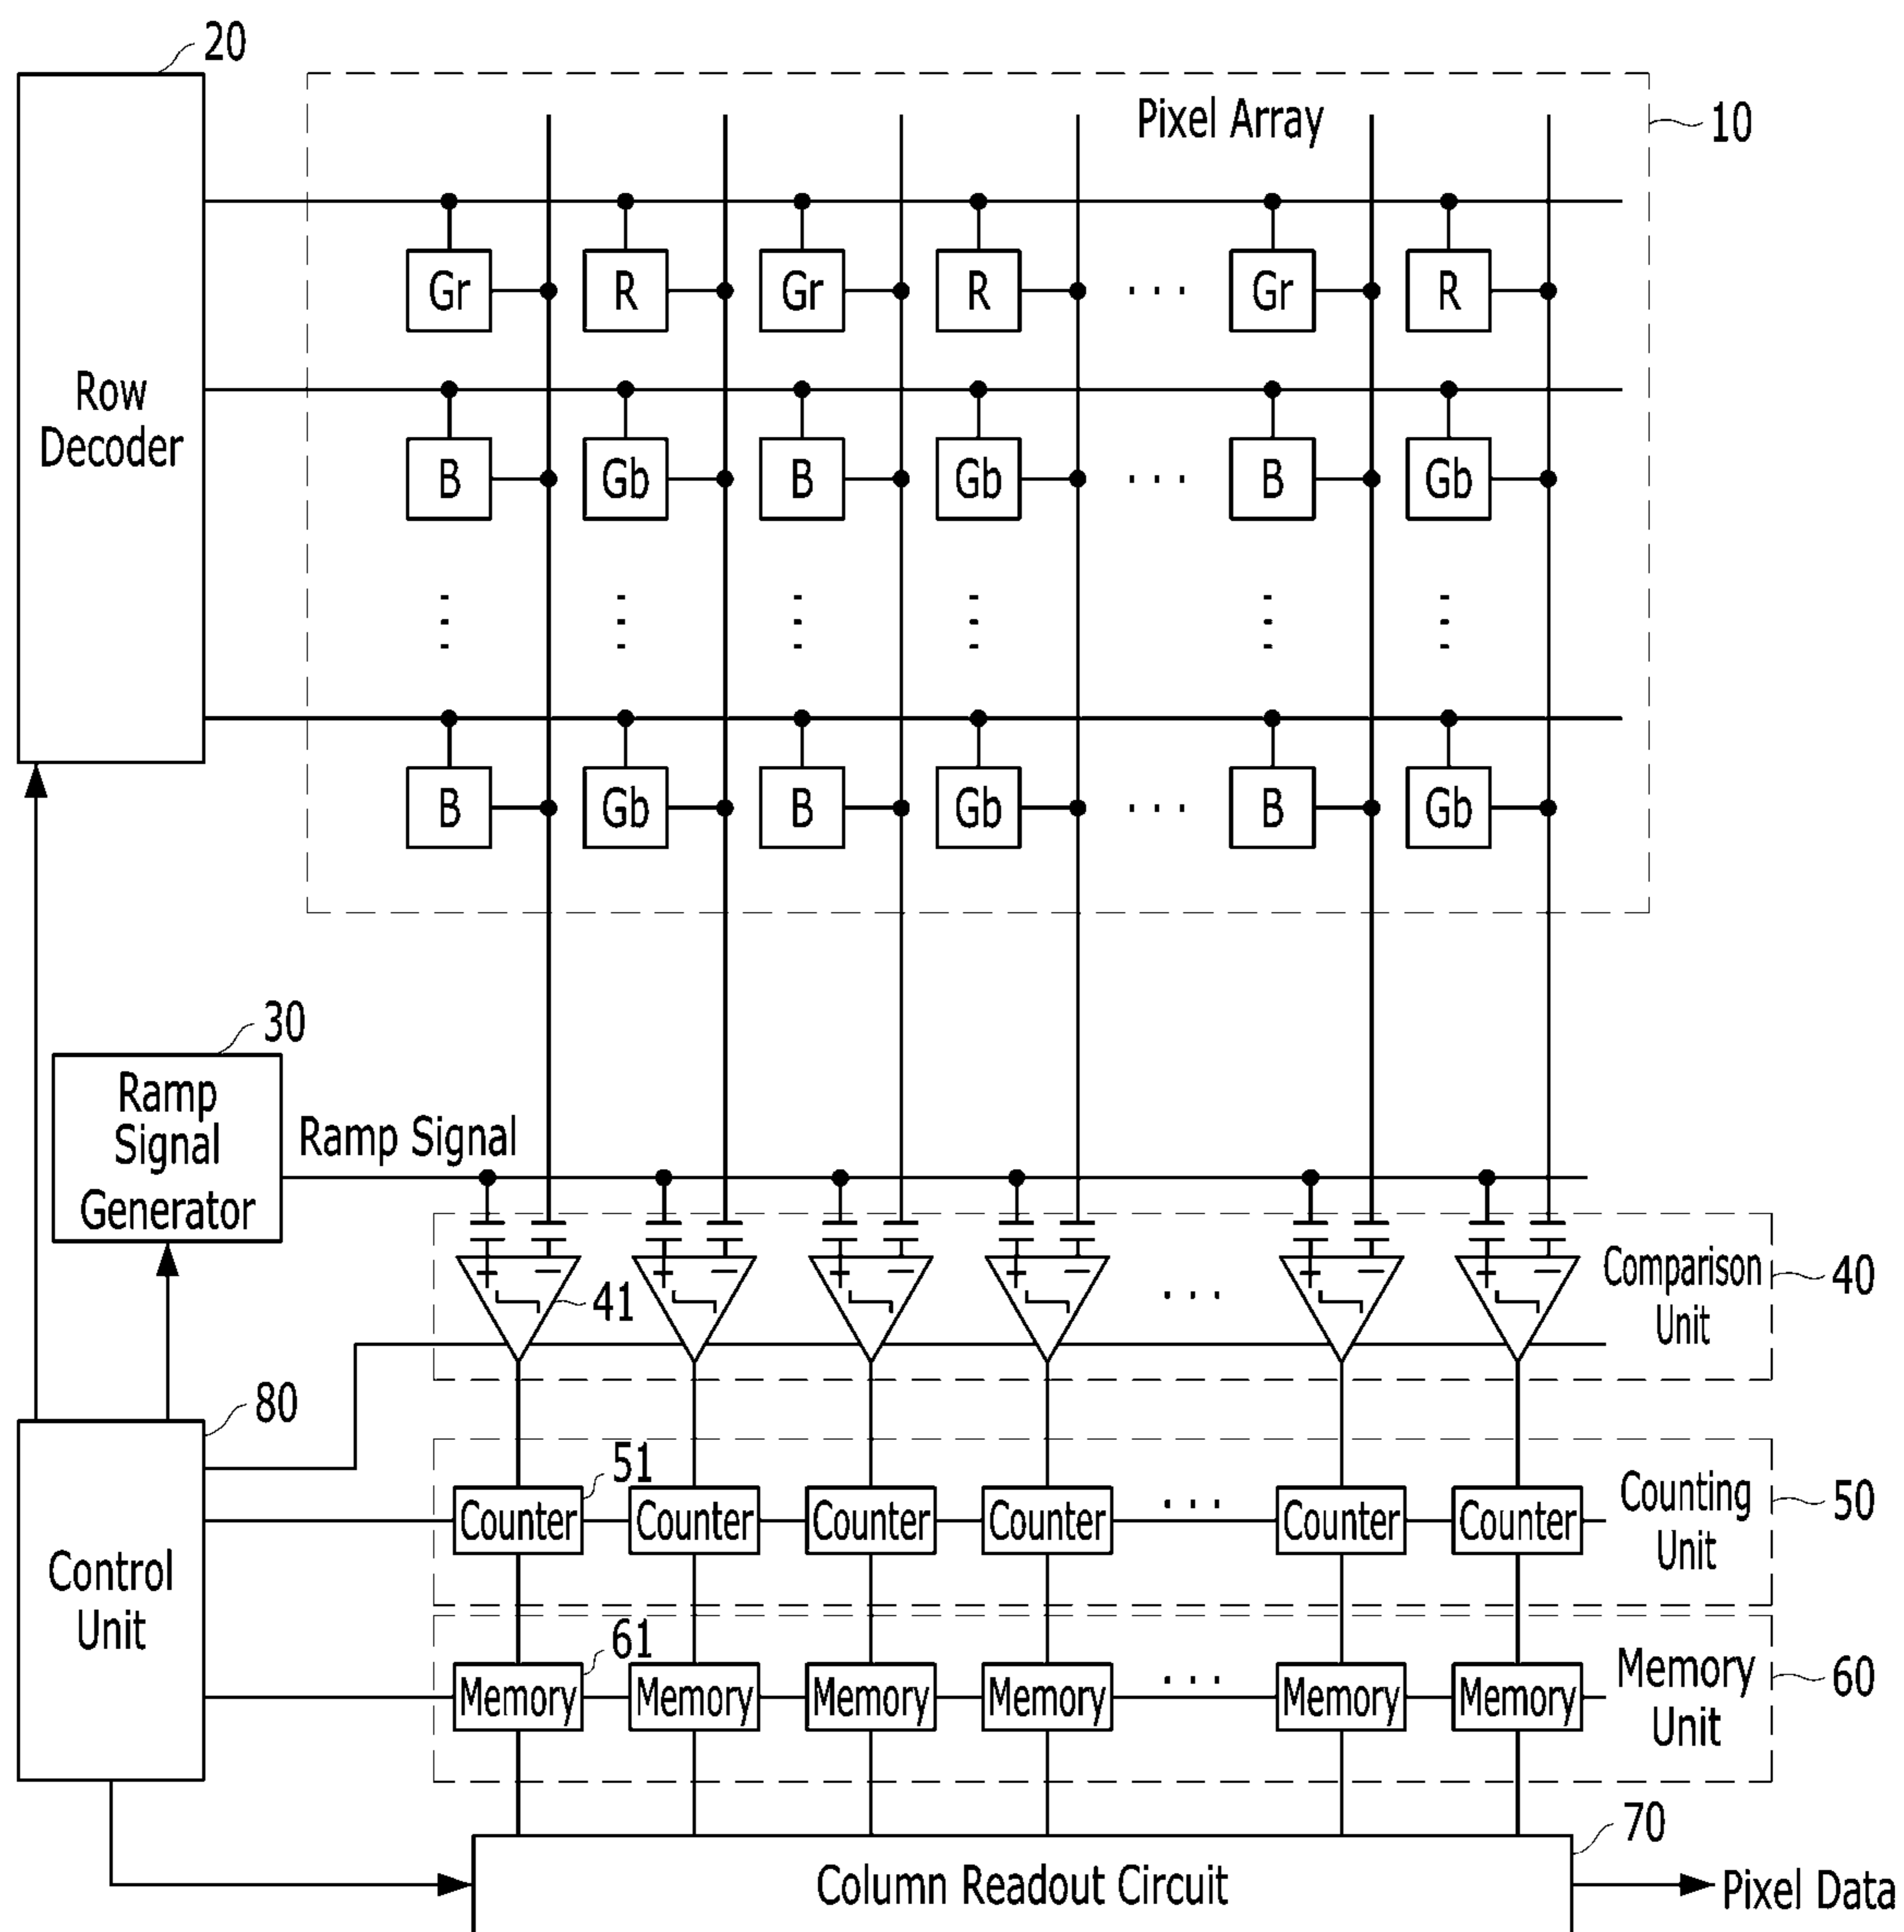 20
Pixel Array
10
Gr R Gr R ... Gr R
Row
Decoder
B Gb B Gb ... B Gb
B Gb B Gb ... B Gb
30
Ramp
Signal
Generator
Ramp Signal
+ − + − + − + − ... + − + −
41
Comparison
Unit
40
80
Control
Unit
51
Counter Counter Counter Counter ... Counter Counter
Counting
Unit
50
61
Memory Memory Memory Memory ... Memory Memory
Memory
Unit
60
70
Column Readout Circuit
Pixel Data